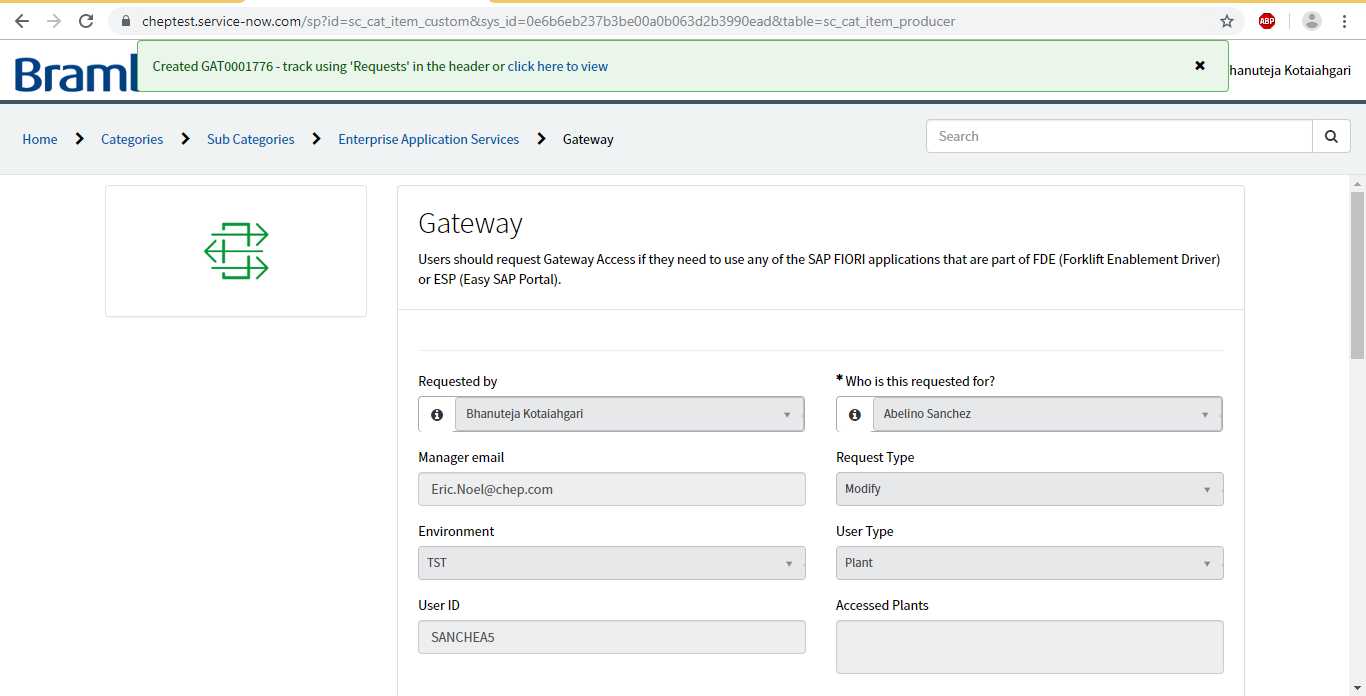 cheptest.service-now.com/sp?id=sc_cat_item_custom&sys_id=0e6b6eb237b3be00a0b063d2b3990ead&table=sc_cat_item_producer
ABP
Braml
Created GAT0001776 - track using 'Requests' in the header or click here to view
hanuteja Kotaiahgari
Home Categories Sub Categories Enterprise Application Services Gateway
Search
Gateway
Users should request Gateway Access if they need to use any of the SAP FIORI applications that are part of FDE (Forklift Enablement Driver)
or ESP (Easy SAP Portal).
Requested by
* Who is this requested for?
Bhanuteja Kotaiahgari
Abelino Sanchez
Manager email
Request Type
Eric.Noel@chep.com
Modify
Environment
User Type
TST
Plant
User ID
Accessed Plants
SANCHEA5